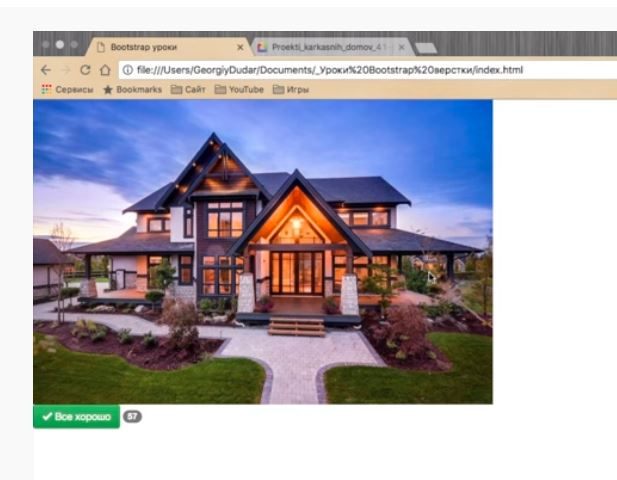 Bootstrap уроки
Proekti_karkasnih_domov_41-
file:///Users/GeorgiyDudar/Documents/_Уроки%20Bootstrap%20верстки/index.html
Сервисы Bookmarks Сайт YouTube Игры
Все хорошо 57